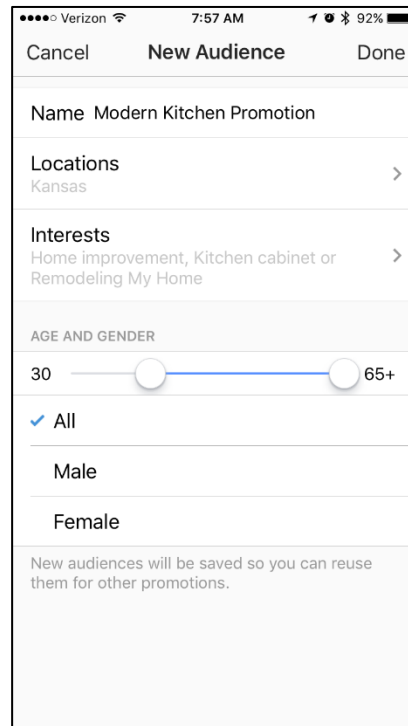 Verizon 7:57 AM 92%
Cancel New Audience Done
Name Modern Kitchen Promotion
Locations
Kansas
Interests
Home improvement, Kitchen cabinet or
Remodeling My Home
AGE AND GENDER
30 65+
All
Male
Female
New audiences will be saved so you can reuse
them for other promotions.